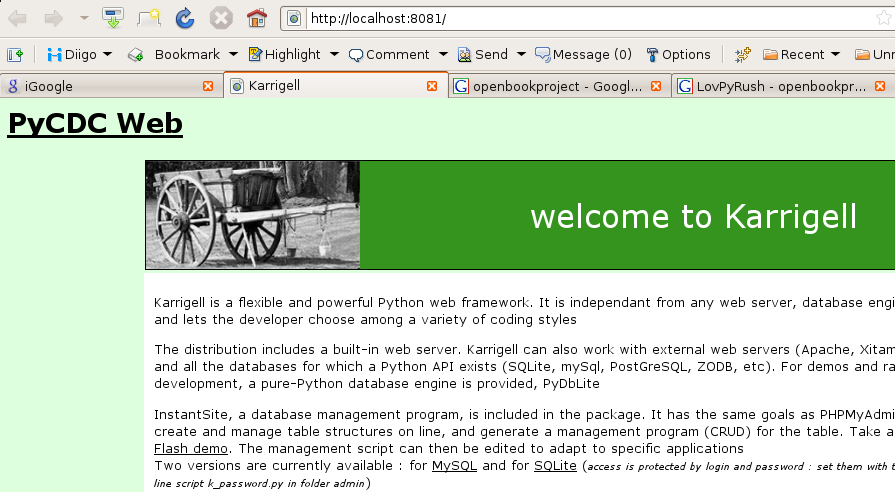 http://localhost:8081/
Diigo Bookmark Highlight Comment Send Message (0) Options Recent
iGoogle Karrigell openbookproject - Googl... LovPyRush - openbookpr...
PyCDC Web
welcome to Karrigell
Karrigell is a flexible and powerful Python web framework. It is independant from any web server, database
and lets the developer choose among a variety of coding styles
The distribution includes a built-in web server. Karrigell can also work with external web servers (Apache,
and all the databases for which a Python API exists (SQLite, mySql, PostGreSQL, ZODB, etc). For demos and
development, a pure-Python database engine is provided, PyDbLite
InstantSite, a database management program, is included in the package. It has the same goals as
create and manage table structures on line, and generate a management program (CRUD) for the table. Take a
Flash demo. The management script can then be edited to adapt to specific applications
Two versions are currently available : for MySQL and for SQLite (access is protected by login and password : set them with
line script k_password.py in folder admin)